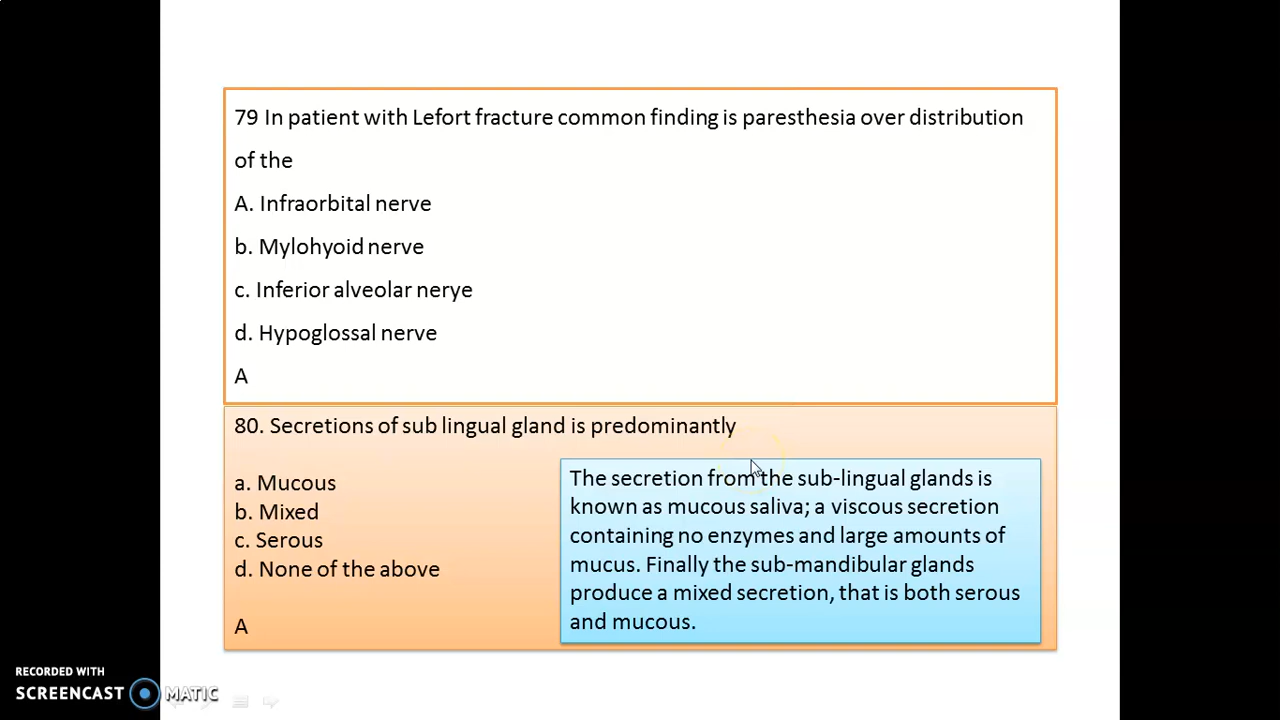 79 In patient with Lefort fracture common finding is paresthesia over distribution
of the
A. Infraorbital nerve
b. Mylohyoid nerve
c. Inferior alveolar nerye
d. Hypoglossal nerve
A
80. Secretions of sub lingual gland is predominantly
a. Mucous
b. Mixed
c. Serous
d. None of the above
A
The secretion from the sub-lingual glands is
known as mucous saliva; a viscous secretion
containing no enzymes and large amounts of
mucus. Finally the sub-mandibular glands
produce a mixed secretion, that is both serous
and mucous.
RECORDED WITH
SCREENCAST MATIC